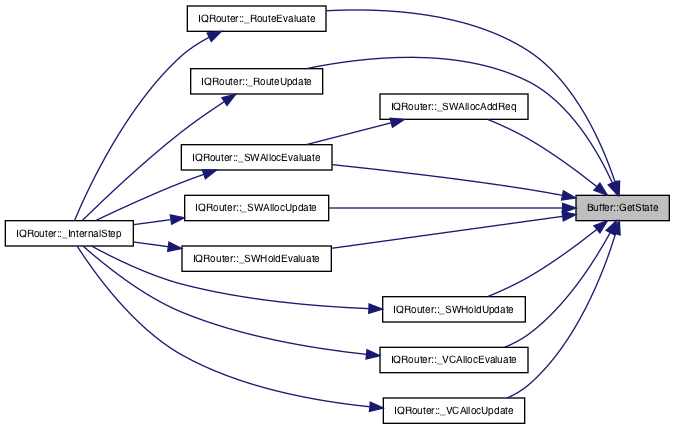 IQRouter::_RouteEvaluate
IQRouter::_RouteUpdate
IQRouter::_SWAllocAddReq
IQRouter::_SWAllocEvaluate
IQRouter::_SWAllocUpdate
Buffer::GetState
IQRouter::_InternalStep
IQRouter::_SWHoldEvaluate
IQRouter::_SWHoldUpdate
IQRouter::_VCAllocEvaluate
IQRouter::_VCAllocUpdate